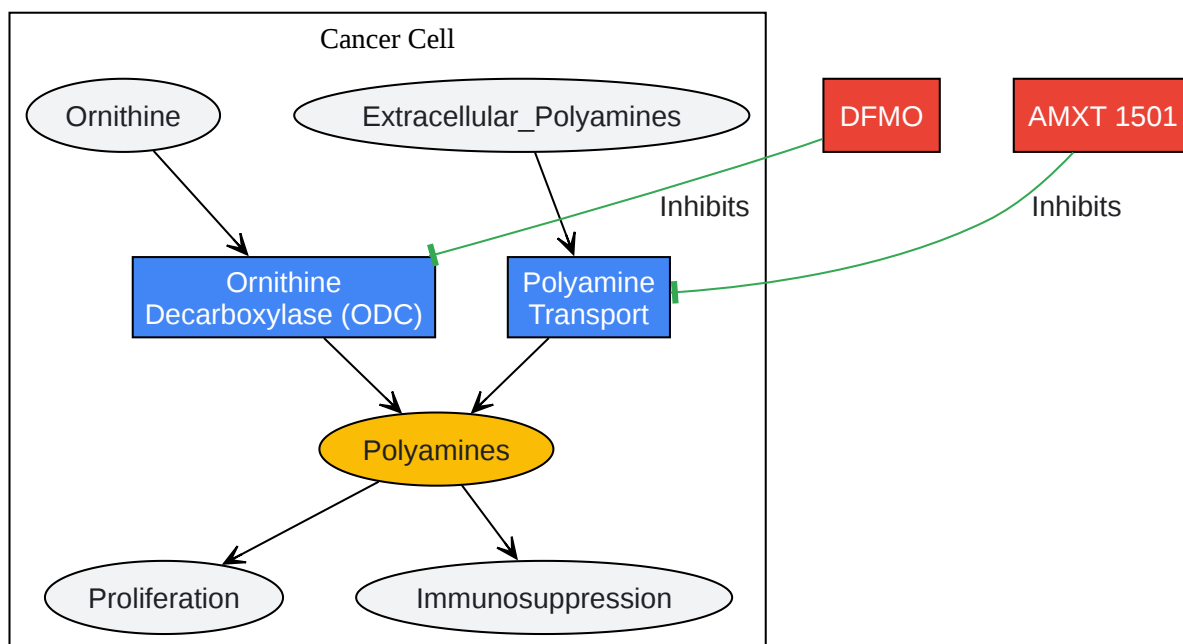 Cancer Cell
Ornithine
Extracellular_Polyamines
DFMO
AMXT 1501
Inhibits
Inhibits
Ornithine
Decarboxylase (ODC)
Polyamine
Transport
Polyamines
Proliferation
Immunosuppression